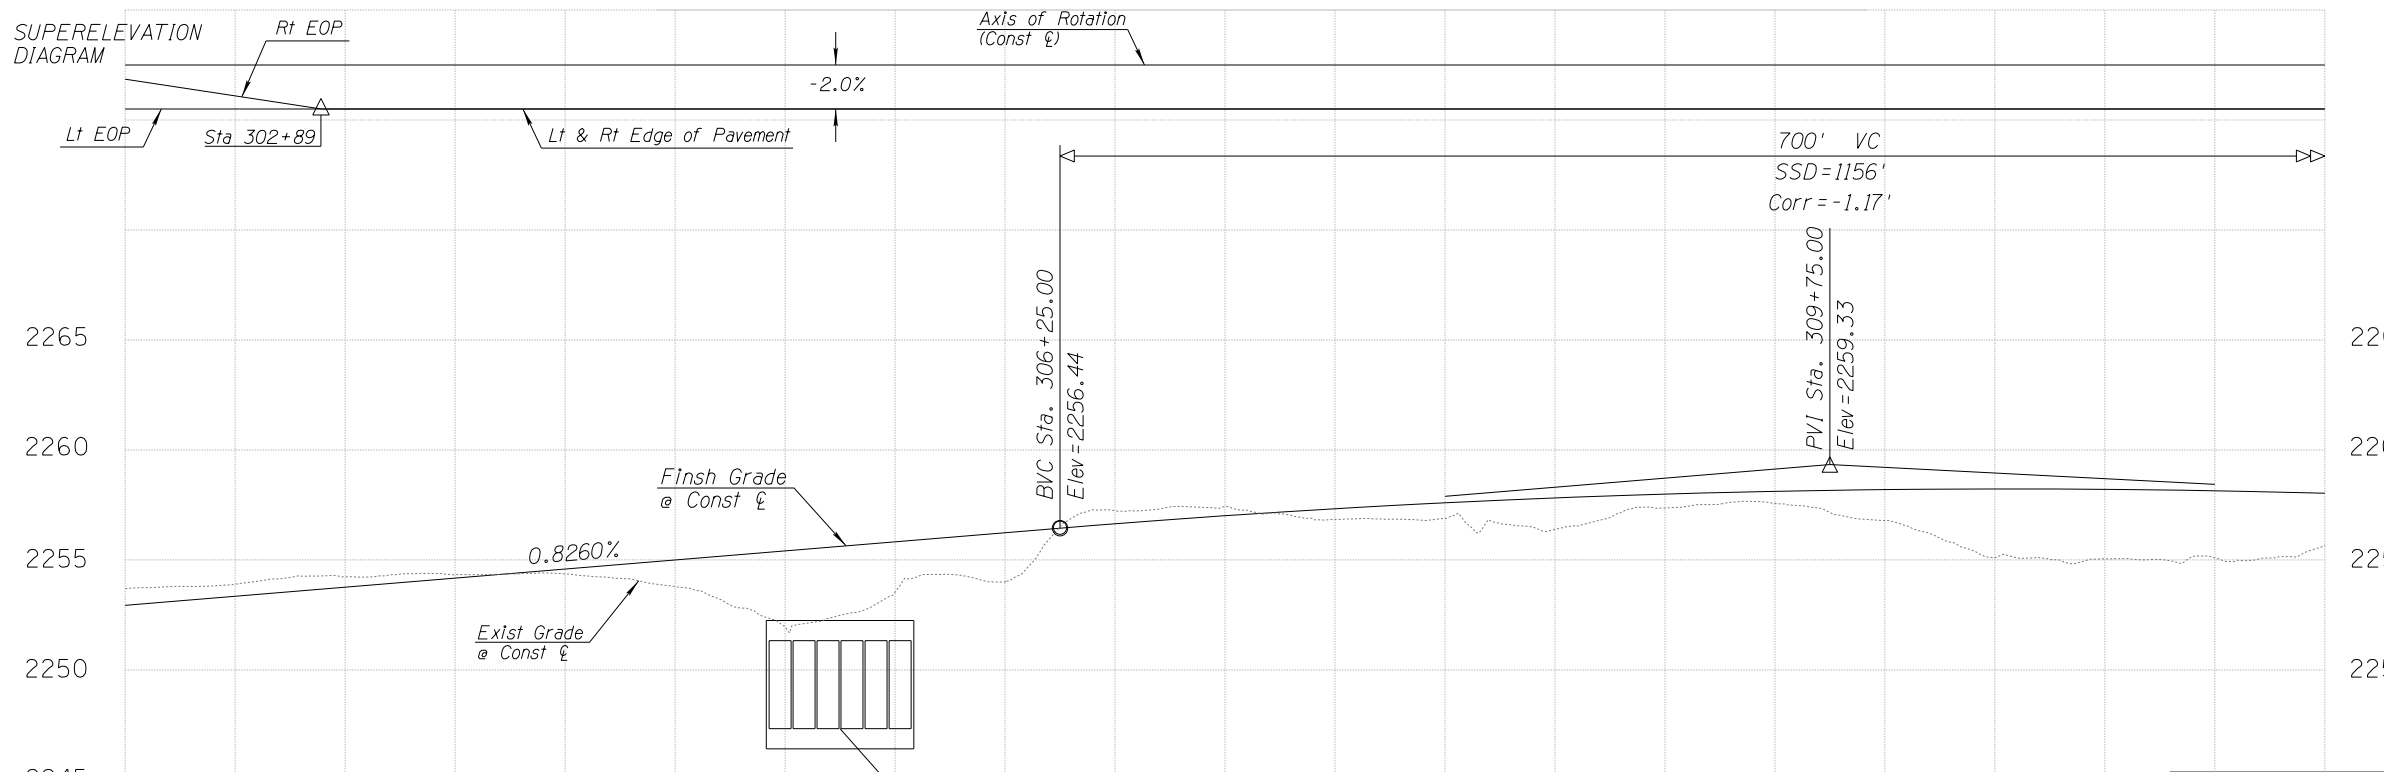 SUPERELEVATION
DIAGRAM
Rt EOP
Axis of Rotation
(Const ℄)
-2.0%
Lt EOP
Sta 302+89
Lt & Rt Edge of Pavement
700' VC
SSD=1156'
Corr=-1.17'
BVC Sta. 306+25.00
Elev=2256.44
PVI Sta. 309+75.00
Elev=2259.33
2265
2260
Finsh Grade
@ Const ℄
0.8260%
2255
Exist Grade
@ Const ℄
2250